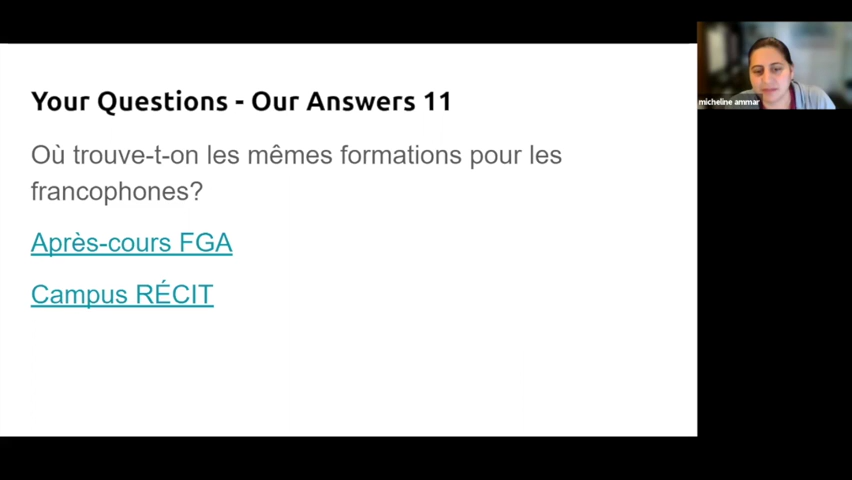 Your Questions - Our Answers 11
Où trouve-t-on les mêmes formations pour les
francophones?
Après-cours FGA
Campus RÉCIT
micheline ammar